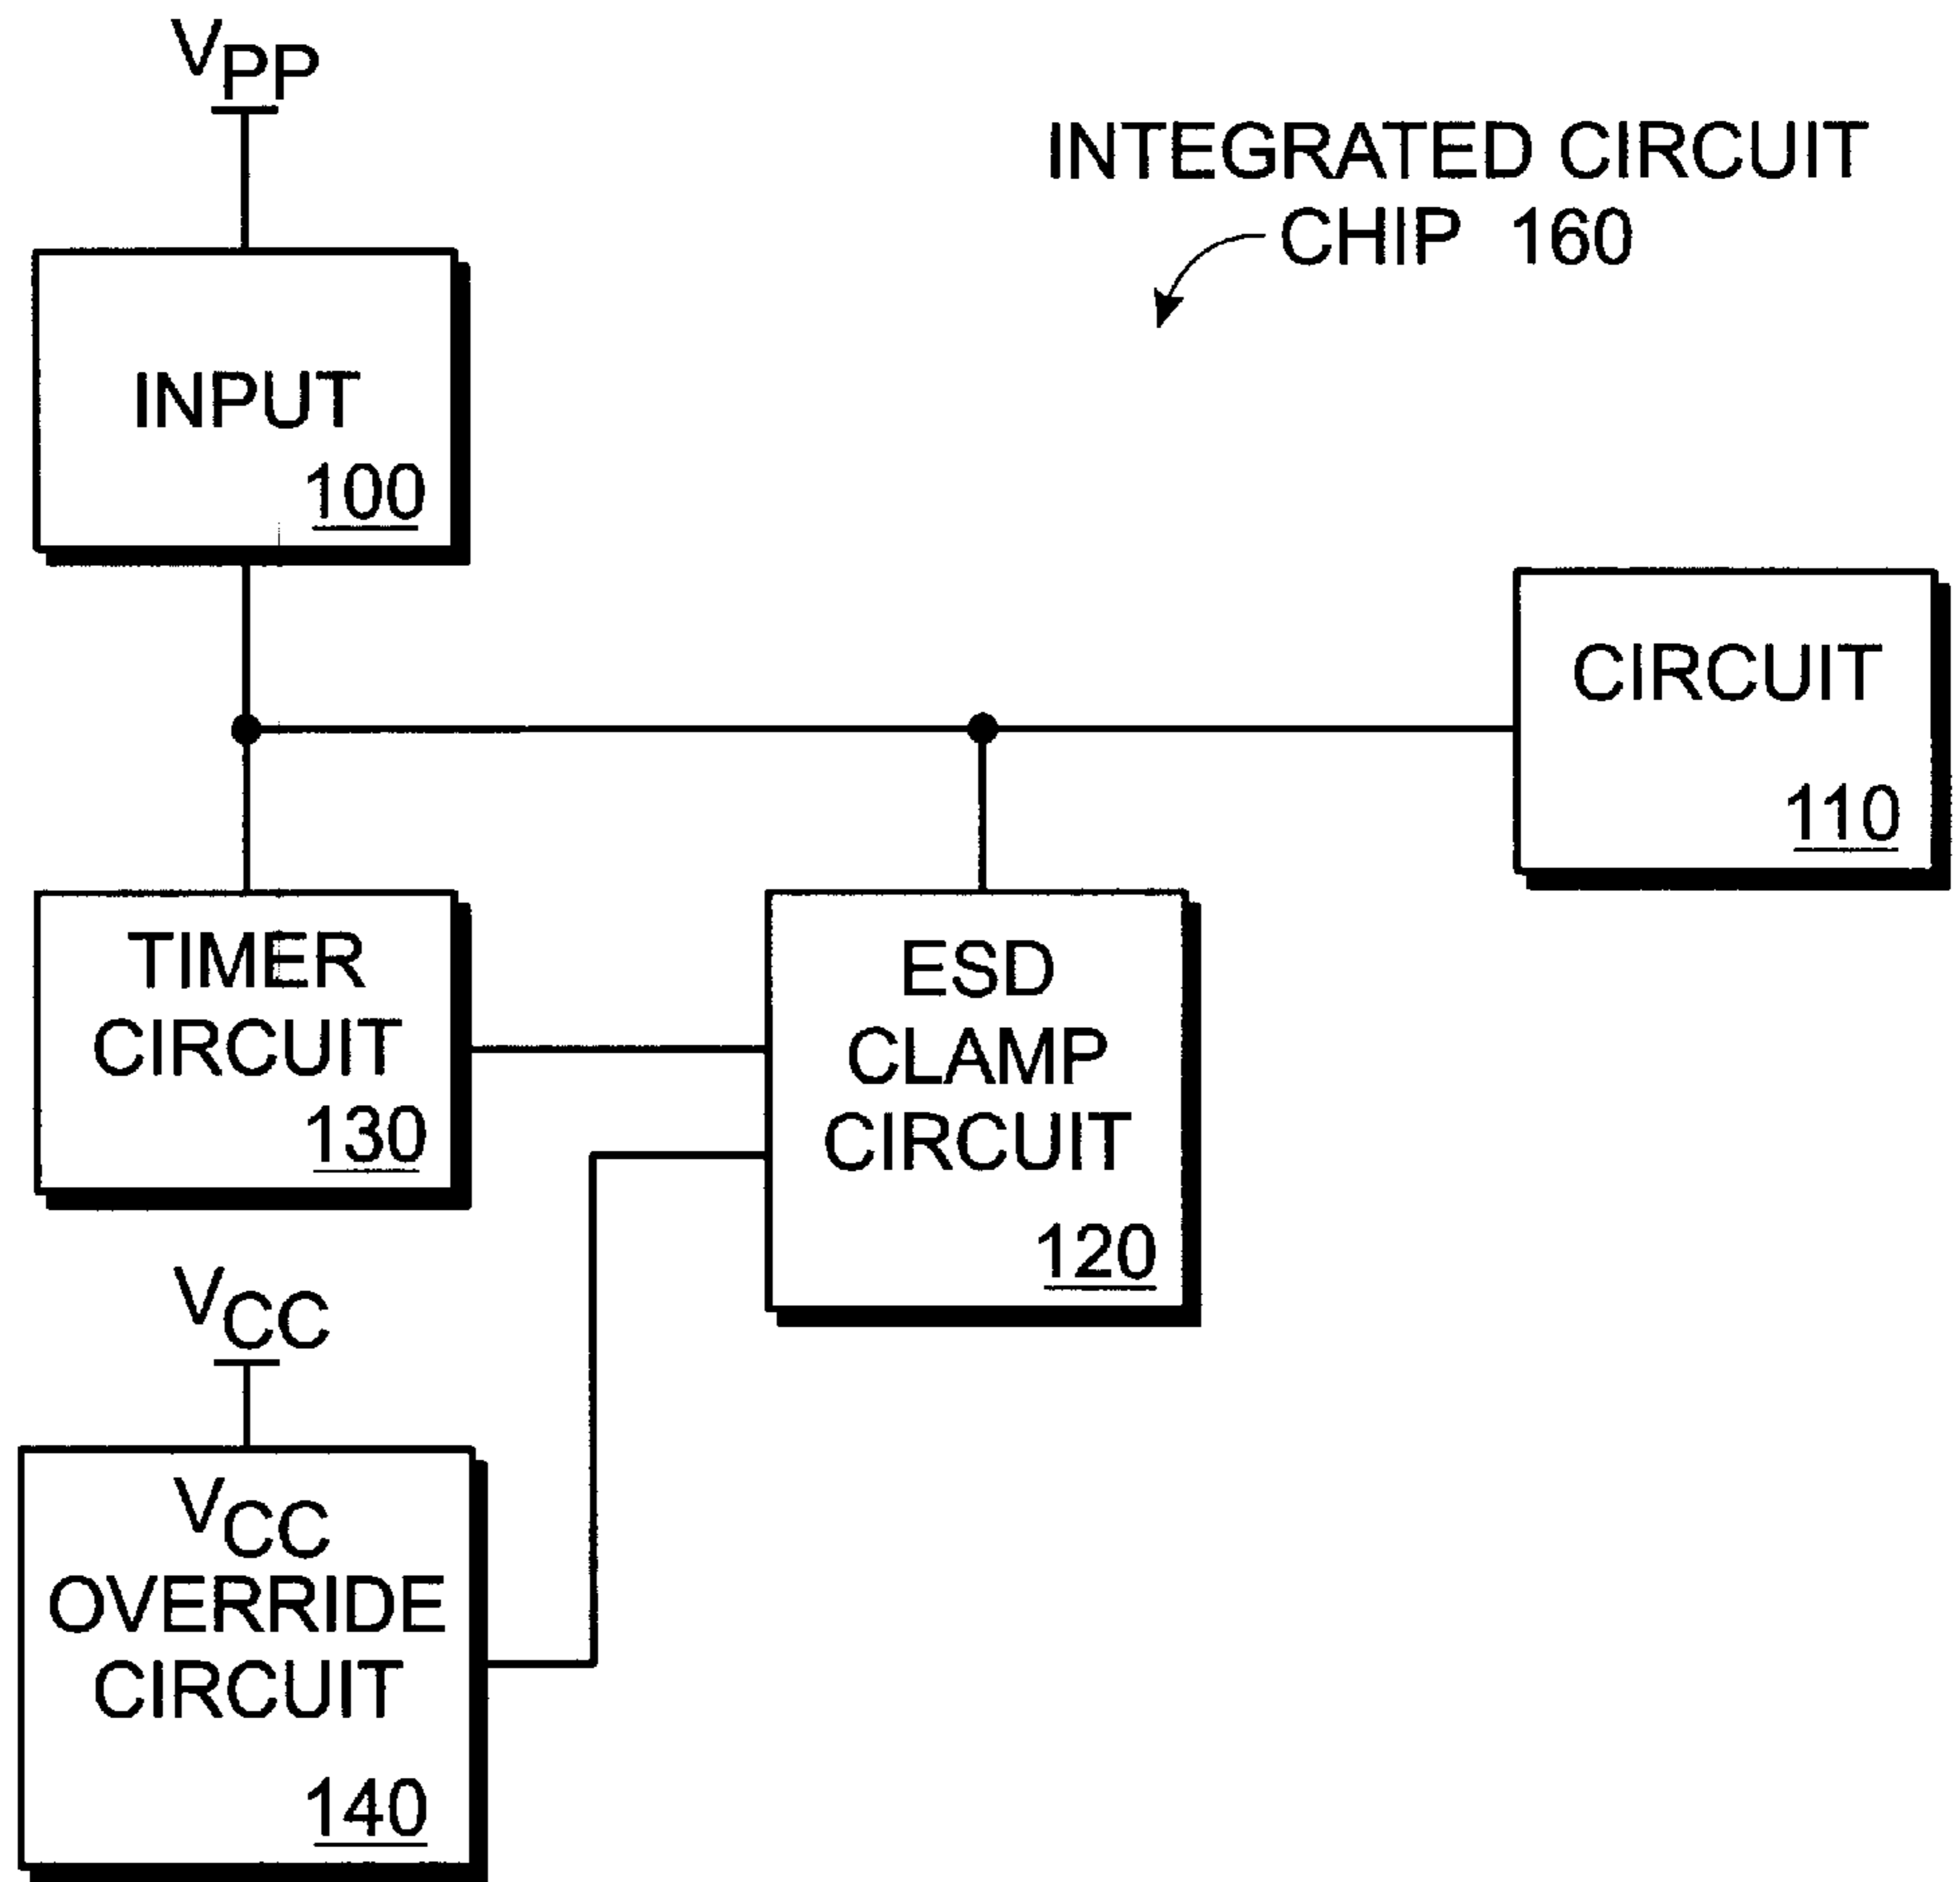 VPP
INTEGRATED CIRCUIT
CHIP 160
INPUT
100
CIRCUIT
110
TIMER
CIRCUIT
130
ESD
CLAMP
CIRCUIT
120
VCC
VCC
OVERRIDE
CIRCUIT
140